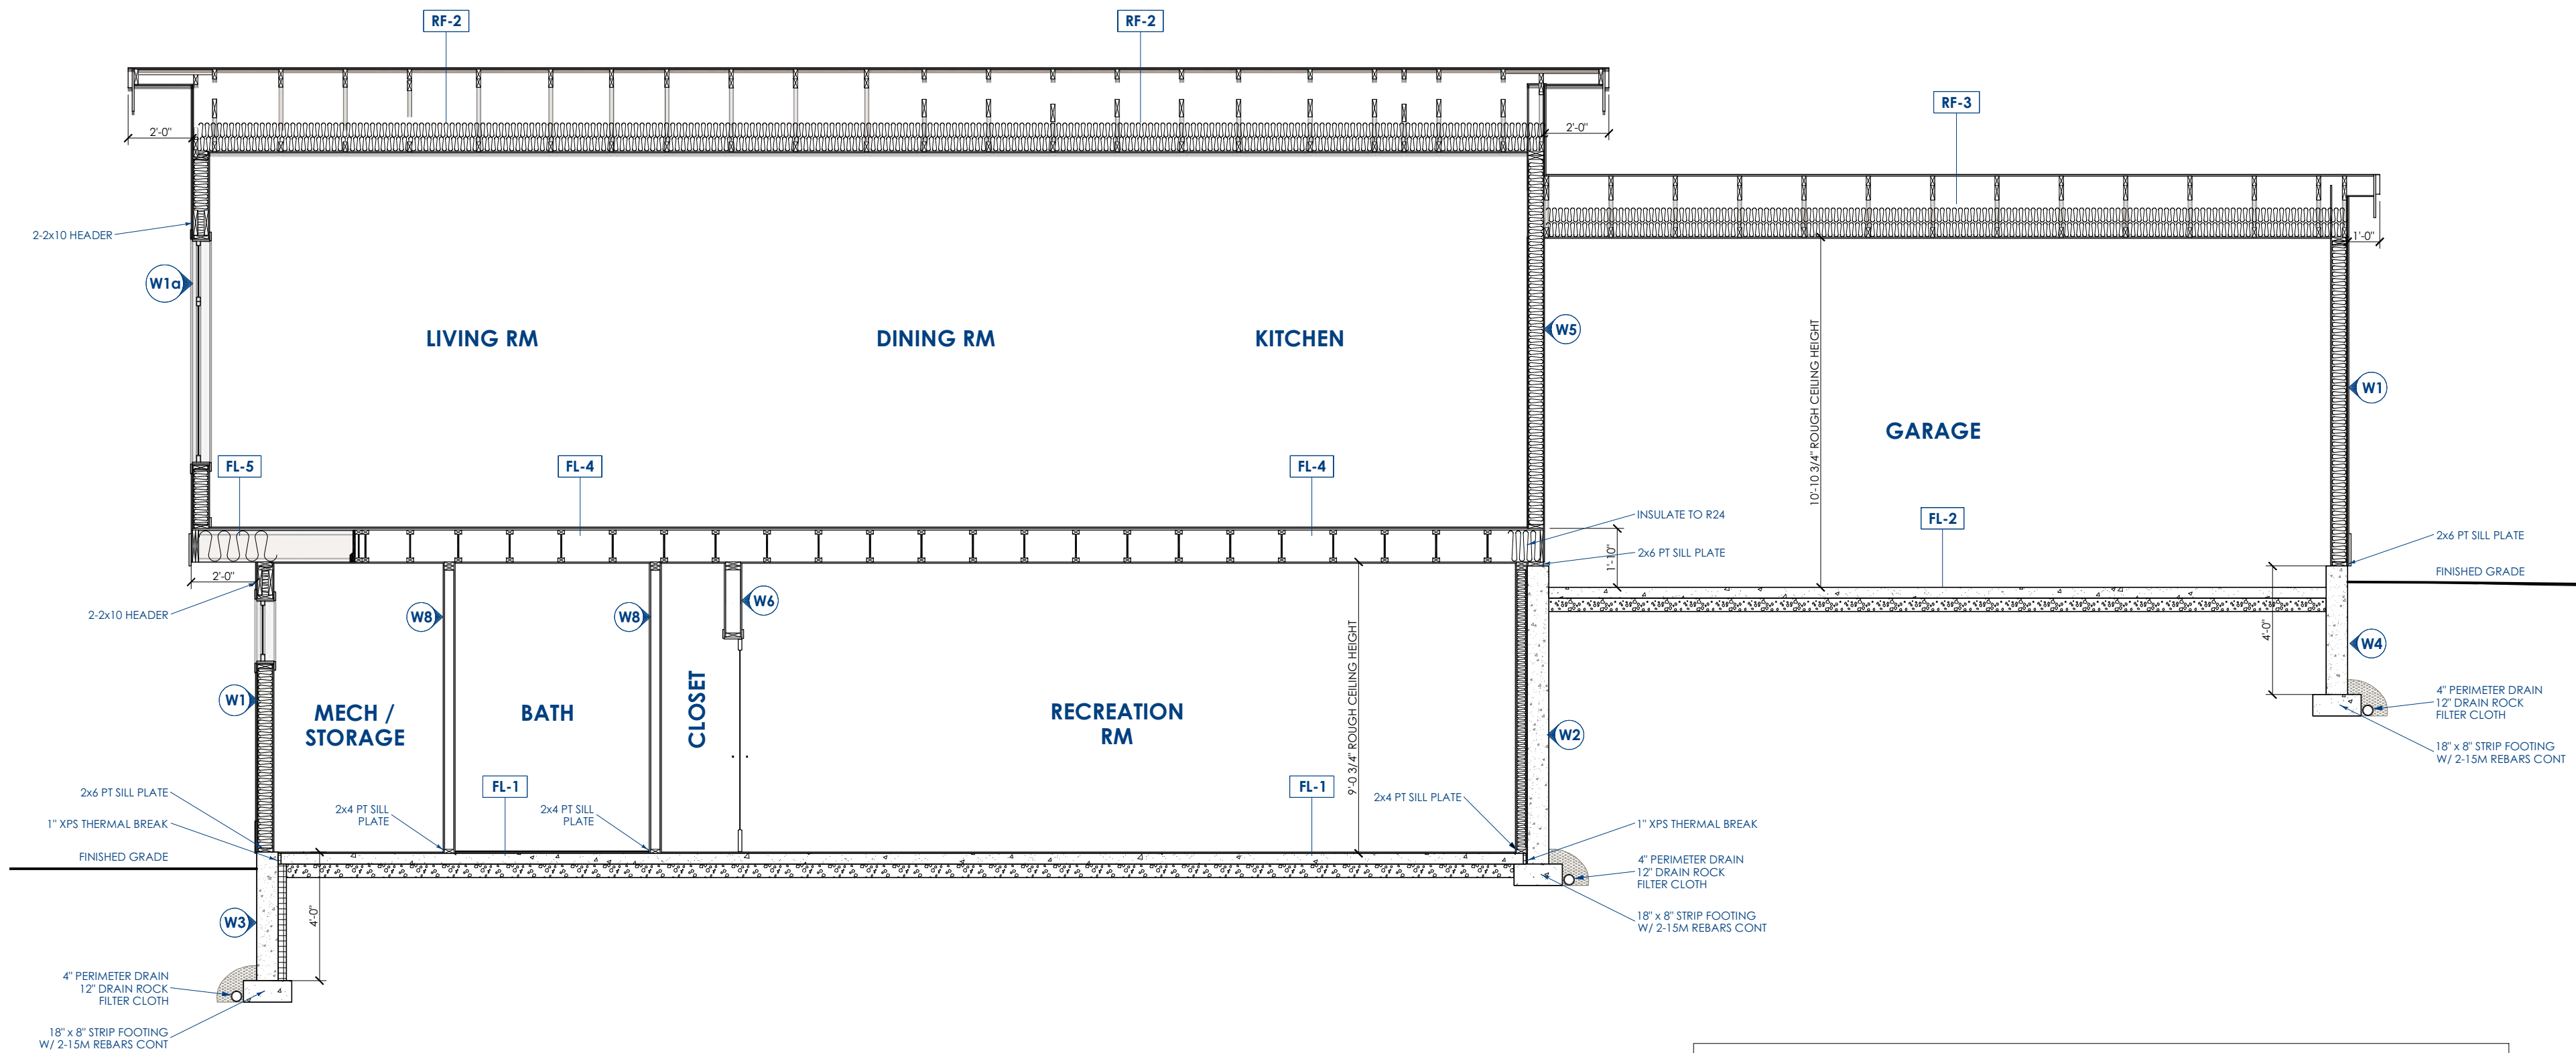 RF-2
RF-2
RF-3
2'-0"
2'-0"
1'-0"
2-2x10 HEADER
W1a
LIVING RM
DINING RM
KITCHEN
W5
10'-10 3/4" ROUGH CEILING HEIGHT
W1
GARAGE
FL-5
FL-4
FL-4
INSULATE TO R24
FL-2
2x6 PT SILL PLATE
1'-10"
2x6 PT SILL PLATE
FINISHED GRADE
2'-0"
2-2x10 HEADER
W8
W8
W6
4'-0"
W4
9'-0 3/4" ROUGH CEILING HEIGHT
W1
MECH /
STORAGE
BATH
CLOSET
RECREATION
RM
W2
4" PERIMETER DRAIN
12" DRAIN ROCK
FILTER CLOTH
18" x 8" STRIP FOOTING
W/ 2-15M REBARS CONT
2x6 PT SILL PLATE
FL-1
FL-1
2x4 PT SILL
PLATE
2x4 PT SILL
PLATE
2x4 PT SILL PLATE
1" XPS THERMAL BREAK
1" XPS THERMAL BREAK
FINISHED GRADE
4" PERIMETER DRAIN
12" DRAIN ROCK
FILTER CLOTH
W3
4'-0"
18" x 8" STRIP FOOTING
W/ 2-15M REBARS CONT
4" PERIMETER DRAIN
12" DRAIN ROCK
FILTER CLOTH
18" x 8" STRIP FOOTING
W/ 2-15M REBARS CONT